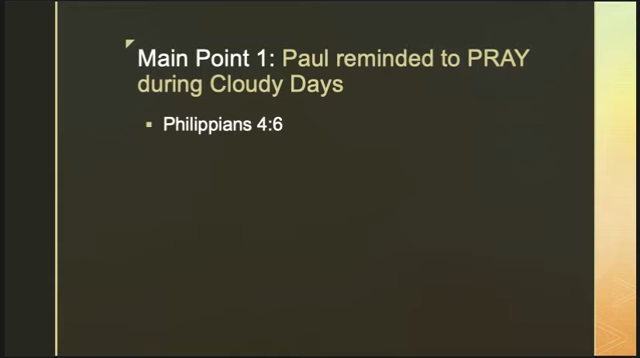 Main Point 1: Paul reminded to PRAY
during Cloudy Days
▪ Philippians 4:6